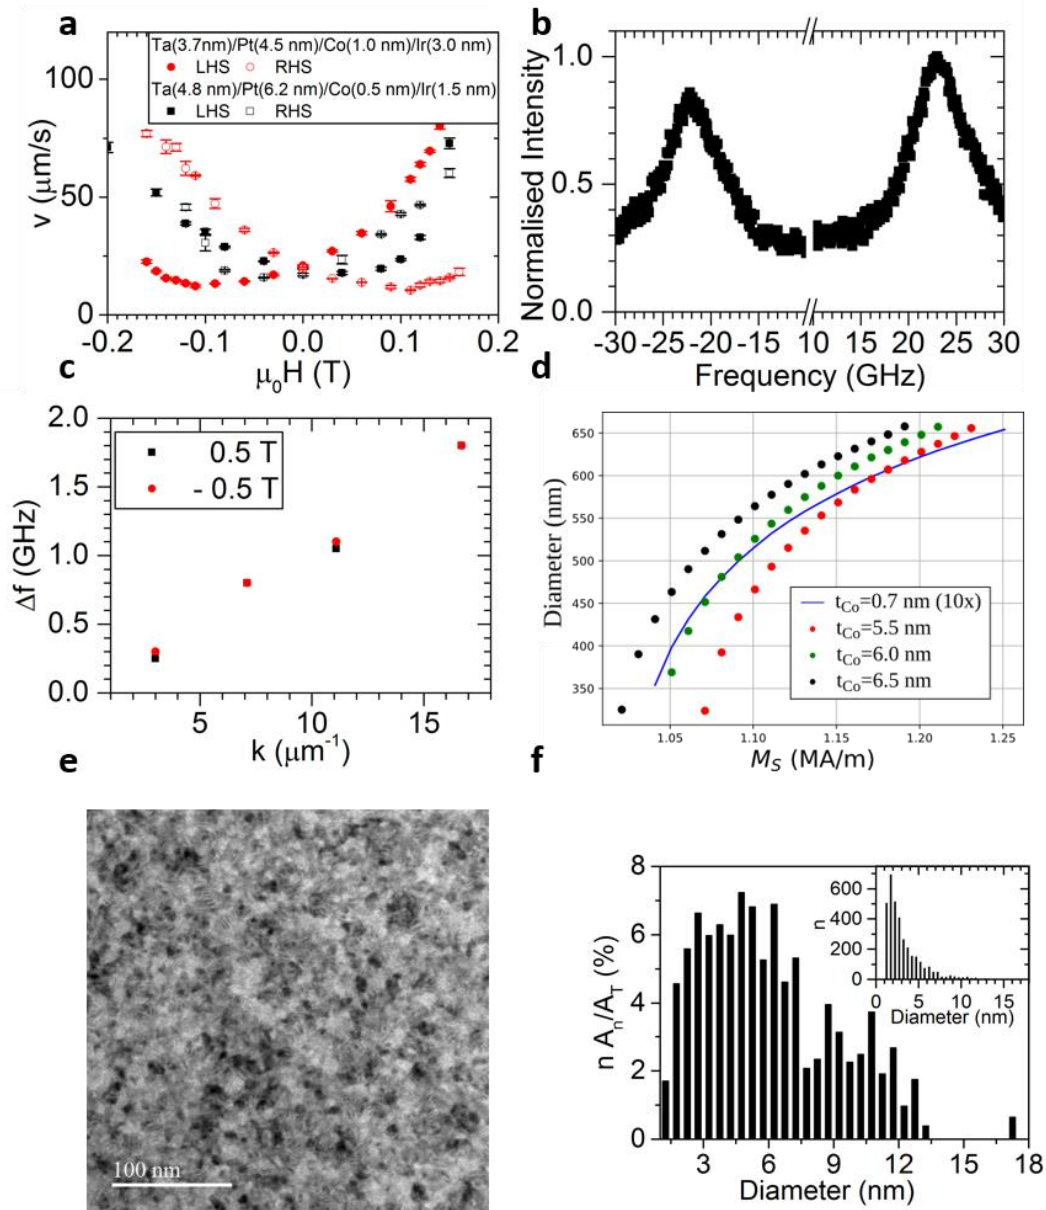 a
Ta(3.7nm)/Pt(4.5 nm)/Co(1.0 nm)/Ir(3.0 nm)
LHS RHS
Ta(4.8 nm)/Pt(6.2 nm)/Co(0.5 nm)/Ir(1.5 nm)
LHS RHS
100
50
0
v (μm/s)
-0.2 -0.1 0.0 0.1 0.2
μ₀H (T)
b
1.0
0.5
0.0
Normalised Intensity
-30 -25 -20 -15 -10 10 15 20 25 30
Frequency (GHz)
c
2.0
1.5
1.0
0.5
0.0
Δf (GHz)
0.5 T
- 0.5 T
5 10 15
k (μm⁻¹)
d
650
600
550
500
450
400
350
Diameter (nm)
t_Co=0.7 nm (10x)
t_Co=5.5 nm
t_Co=6.0 nm
t_Co=6.5 nm
1.05 1.10 1.15 1.20 1.25
M_S (MA/m)
e
100 nm
f
8
6
4
2
0
n A_n/A_T (%)
600
400
200
0
n
0 5 10 15
Diameter (nm)
3 6 9 12 15 18
Diameter (nm)